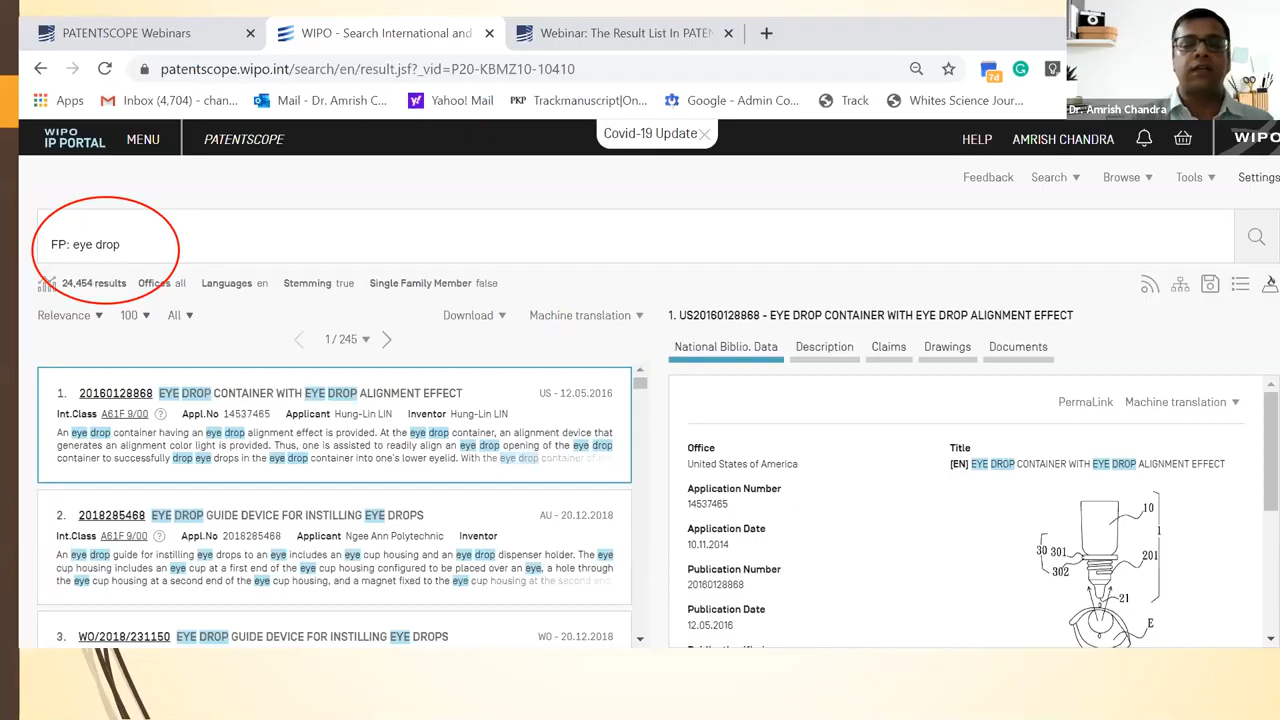 PATENTSCOPE Webinars
WIPO - Search International and
Webinar: The Result List In PATEN
patentscope.wipo.int/search/en/result.jsf?_vid=P20-KBMZ10-10410
7d
Dr. Amrish Chandra
Apps
Inbox (4,704) - chan...
Mail - Dr. Amrish C...
Yahoo! Mail
PKP Trackmanuscript|On...
Google - Admin Co...
Track
Whites Science Jour...
WIPO
IP PORTAL
MENU
PATENTSCOPE
Covid-19 Update
HELP
AMRISH CHANDRA
WIPO
Feedback
Search
Browse
Tools
Settings
FP: eye drop
24,454 results Offices all Languages en Stemming true Single Family Member false
Relevance 100 All Download Machine translation
1 / 245
1. 20160128868 EYE DROP CONTAINER WITH EYE DROP ALIGNMENT EFFECT US - 12.05.2016
Int.Class A61F 9/00 ? Appl.No 14537465 Applicant Hung-Lin LIN Inventor Hung-Lin LIN
An eye drop container having an eye drop alignment effect is provided. At the eye drop container, an alignment device that
generates an alignment color light is provided. Thus, one is assisted to readily align an eye drop opening of the eye drop
container to successfully drop eye drops in the eye drop container into one's lower eyelid. With the eye drop container of
2. 2018285468 EYE DROP GUIDE DEVICE FOR INSTILLING EYE DROPS AU - 20.12.2018
Int.Class A61F 9/00 ? Appl.No 2018285468 Applicant Ngee Ann Polytechnic Inventor
An eye drop guide for instilling eye drops to an eye includes an eye cup housing and an eye drop dispenser holder. The eye
cup housing includes an eye cup at a first end of the eye cup housing configured to be placed over an eye, a hole through
the eye cup housing at a second end of the eye cup housing, and a magnet fixed to the eye cup housing at the second end
3. WO/2018/231150 EYE DROP GUIDE DEVICE FOR INSTILLING EYE DROPS WO - 20.12.2018
1. US20160128868 - EYE DROP CONTAINER WITH EYE DROP ALIGNMENT EFFECT
National Biblio. Data Description Claims Drawings Documents
PermaLink Machine translation
Office
United States of America
Application Number
14537465
Application Date
10.11.2014
Publication Number
20160128868
Publication Date
12.05.2016
Title
[EN] EYE DROP CONTAINER WITH EYE DROP ALIGNMENT EFFECT
10
1
30
301
302
201
21
E